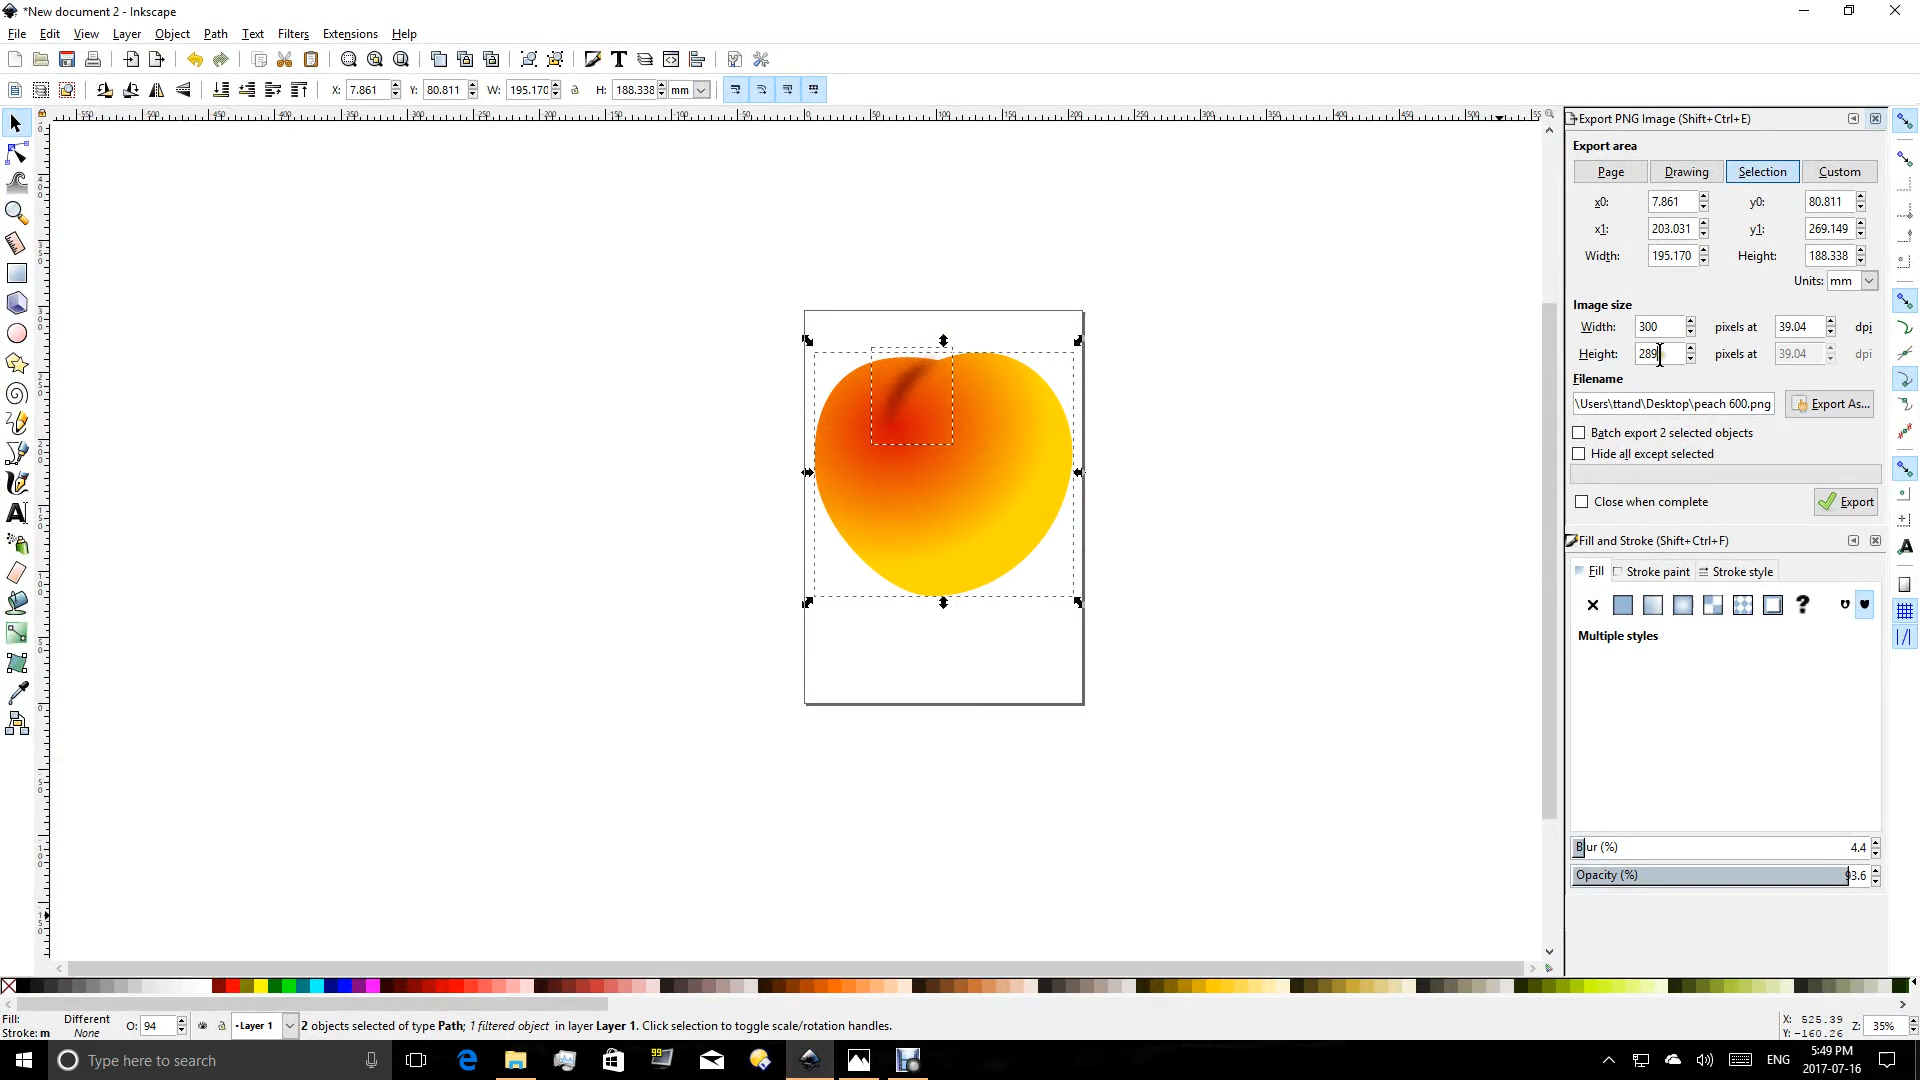 *New document 2 - Inkscape
File Edit View Layer Object Path Text Filters Extensions Help
X: 7.861 Y: 80.811 W: 195.170 H: 188.338 mm
Export PNG Image (Shift+Ctrl+E)
Export area
Page Drawing Selection Custom
x0: 7.861 y0: 80.811
x1: 203.031 y1: 269.149
Width: 195.170 Height: 188.338
Units: mm
Image size
Width: 300 pixels at 39.04 dpi
Height: 289 pixels at 39.04 dpi
Filename
\Users\ttand\Desktop\peach 600.png Export As...
Batch export 2 selected objects
Hide all except selected
Close when complete Export
Fill and Stroke (Shift+Ctrl+F)
Fill Stroke paint Stroke style
Multiple styles
Blur (%) 4.4
Opacity (%) 93.6
Fill: Different
Stroke: m None
O: 94 Layer 1 2 objects selected of type Path; 1 filtered object in layer Layer 1. Click selection to toggle scale/rotation handles.
X: 525.39
Y: -160.26
Z: 35%
Type here to search
99
ENG
5:49 PM
2017-07-16